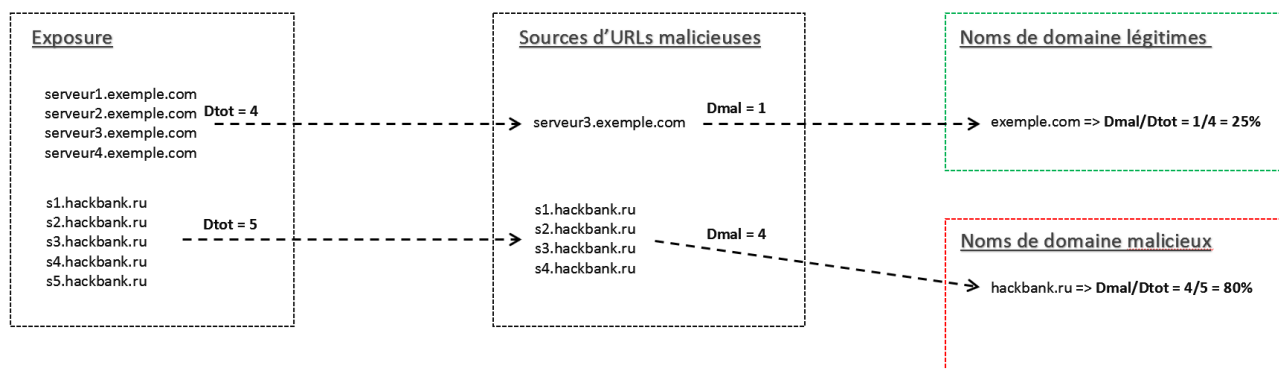 Exposure
serveur1.exemple.com
serveur2.exemple.com
serveur3.exemple.com
serveur4.exemple.com
Dtot = 4
s1.hackbank.ru
s2.hackbank.ru
s3.hackbank.ru
s4.hackbank.ru
s5.hackbank.ru
Dtot = 5
Sources d'URLs malicieuses
serveur3.exemple.com
Dmal = 1
s1.hackbank.ru
s2.hackbank.ru
s3.hackbank.ru
s4.hackbank.ru
Dmal = 4
Noms de domaine légitimes
exemple.com => Dmal/Dtot = 1/4 = 25%
Noms de domaine malicieux
hackbank.ru => Dmal/Dtot = 4/5 = 80%